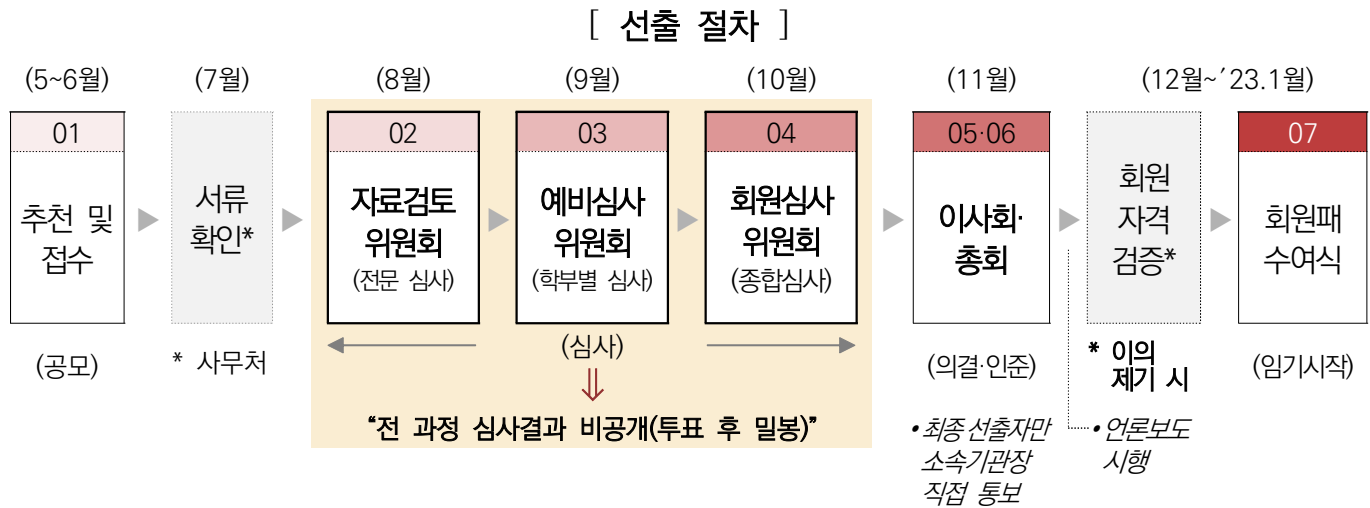 [ 선출 절차 ]
(5~6월)
(7월)
(8월)
(9월)
(10월)
(11월)
(12월~′23.1월)
01
추천 및
접수
(공모)
서류
확인*
* 사무처
02
자료검토
위원회
(전문 심사)
03
예비심사
위원회
(학부별 심사)
04
회원심사
위원회
(종합심사)
(심사)
“전 과정 심사결과 비공개(투표 후 밀봉)”
05·06
이사회·
총회
(의결·인준)
• 최종 선출자만
소속기관장
직접 통보
회원
자격
검증*
* 이의
제기 시
• 언론보도
시행
07
회원패
수여식
(임기시작)